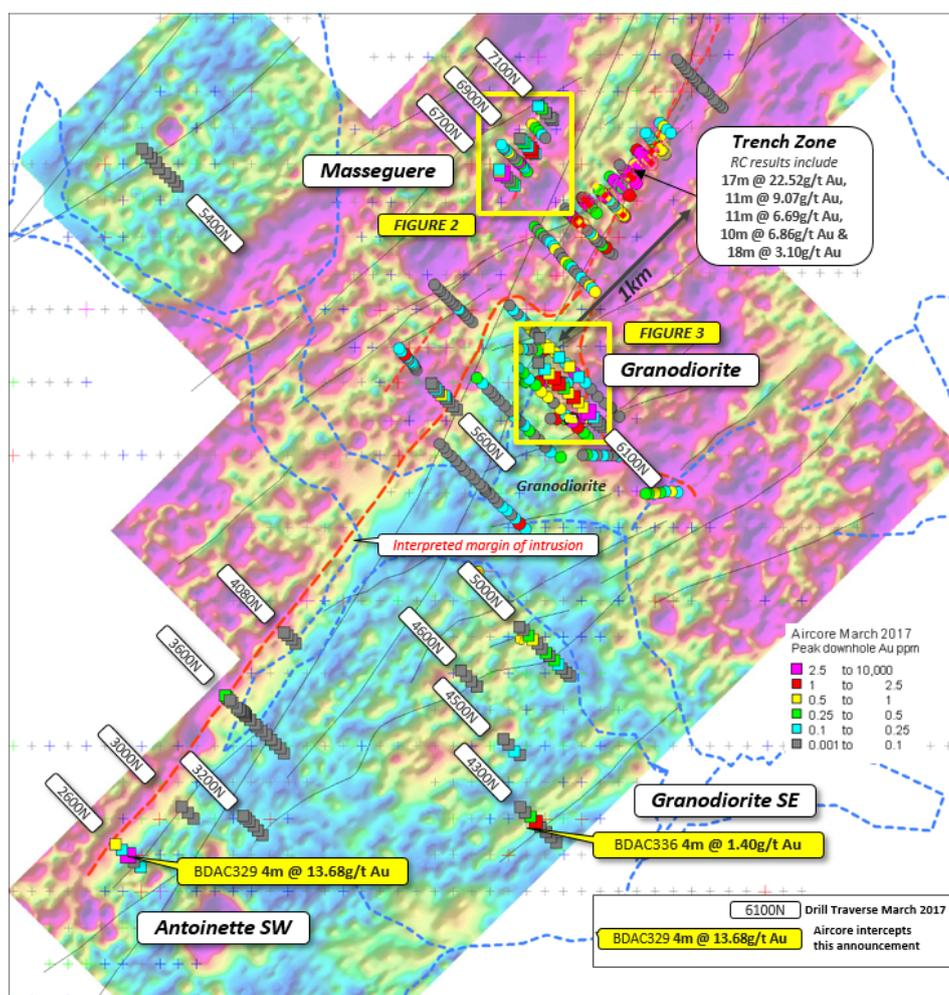 7100N
6900N
6700N
Masseguere
FIGURE 2
5400N
Trench Zone
RC results include
17m @ 22.52g/t Au,
11m @ 9.07g/t Au,
11m @ 6.69g/t Au,
10m @ 6.86g/t Au &
18m @ 3.10g/t Au
1km
FIGURE 3
Granodiorite
5600N
6100N
Granodiorite
Interpreted margin of intrusion
5000N
4080N
4600N
3600N
4500N
Aircore March 2017
Peak downhole Au ppm
2.5 to 10,000
1 to 2.5
0.5 to 1
0.25 to 0.5
0.1 to 0.25
0.001 to 0.1
3000N
3200N
4300N
2600N
Granodiorite SE
BDAC336 4m @ 1.40g/t Au
BDAC329 4m @ 13.68g/t Au
Antoinette SW
6100N Drill Traverse March 2017
BDAC329 4m @ 13.68g/t Au Aircore intercepts
this announcement